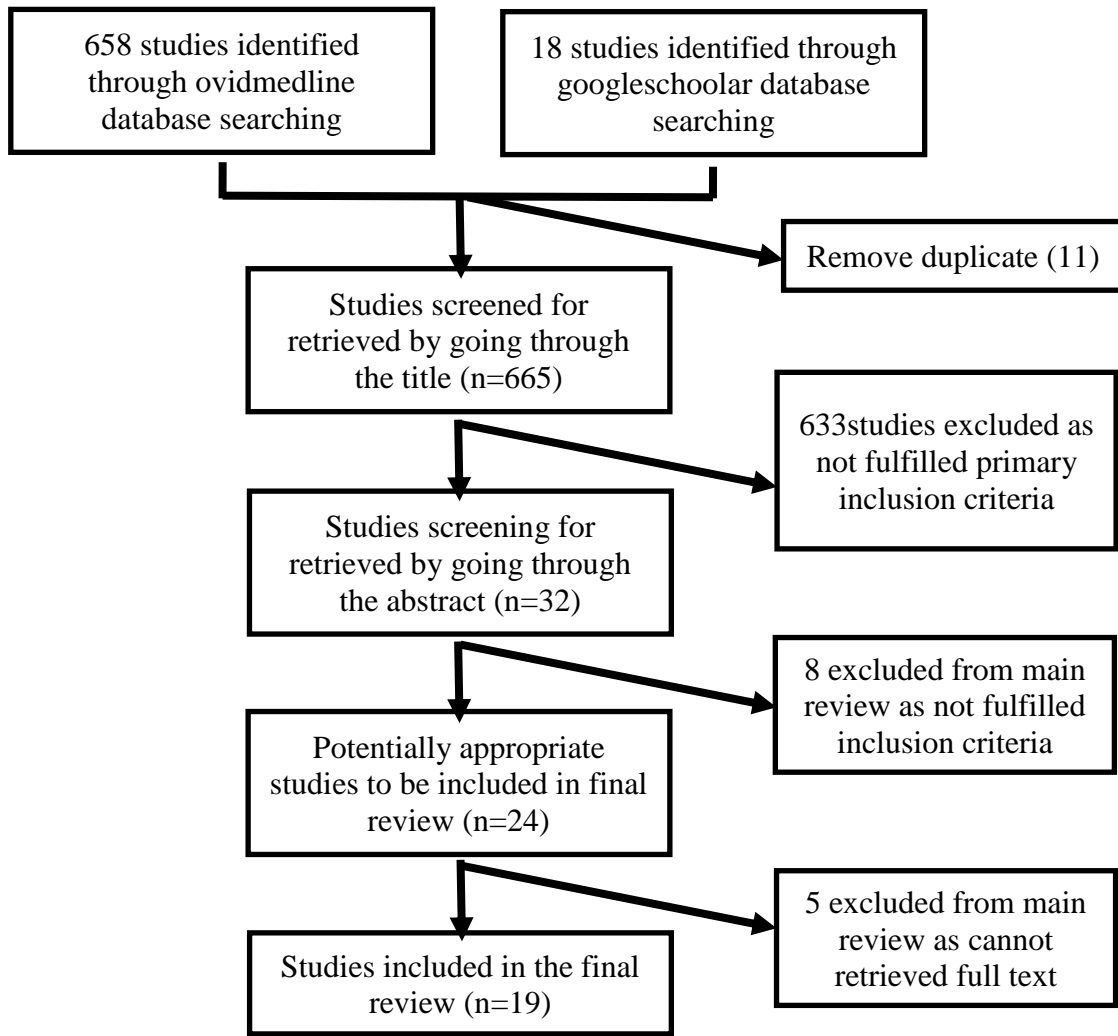 658 studies identified
through ovidmedline
database searching
18 studies identified through
googleschoolar database
searching
Remove duplicate (11)
Studies screened for
retrieved by going through
the title (n=665)
633studies excluded as
not fulfilled primary
inclusion criteria
Studies screening for
retrieved by going through
the abstract (n=32)
8 excluded from main
review as not fulfilled
inclusion criteria
Potentially appropriate
studies to be included in final
review (n=24)
5 excluded from main
review as cannot
retrieved full text
Studies included in the final
review (n=19)